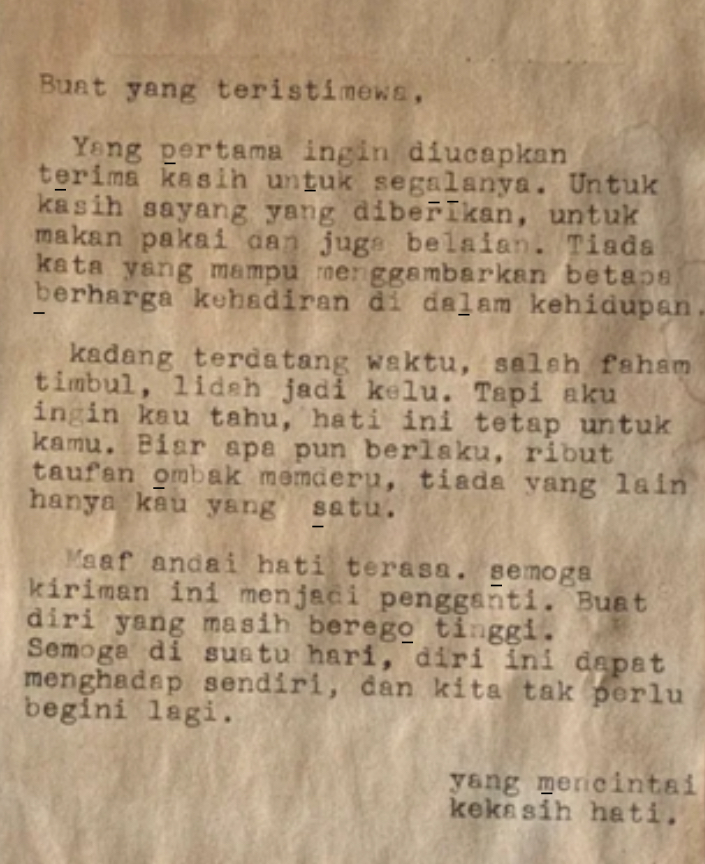 Buat yang teristimewa,
Yang pertama ingin diucapkan
terima kasih untuk segalanya. Untuk
kasih sayang yang diberikan, untuk
makan pakai dan juga belaian. Tiada
kata yang mampu menggambarkan betapa
berharga kehadiran di dalam kehidupan.
kadang terdatang waktu, salah faham
timbul, lidah jadi kelu. Tapi aku
ingin kau tahu, hati ini tetap untuk
kamu. Biar apa pun berlaku, ribut
taufan ombak menderu, tiada yang lain
hanya kau yang satu.
Maaf andai hati terasa. semoga
kiriman ini menjadi pengganti. Buat
diri yang masih berego tinggi.
Semoga di suatu hari, diri ini dapat
menghadap sendiri, dan kita tak perlu
begini lagi.
yang mencintai
kekasih hati.